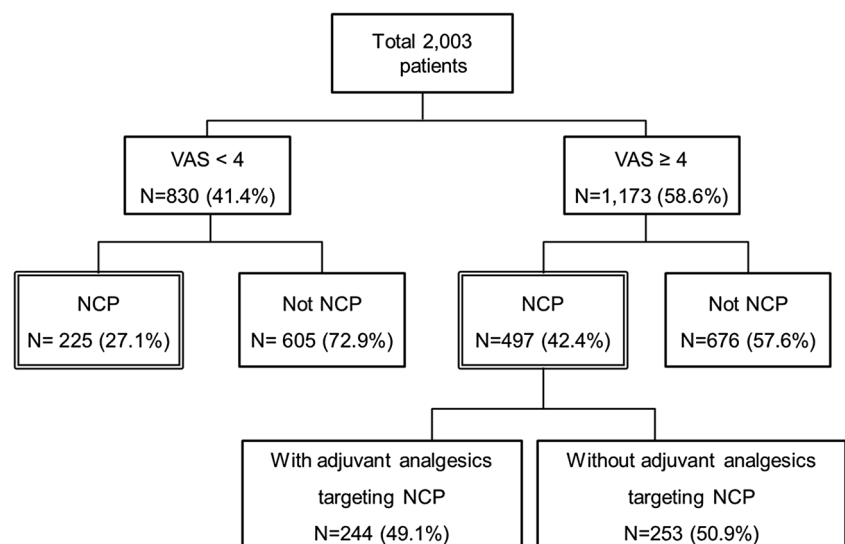 Total 2,003
patients
VAS < 4
N=830 (41.4%)
VAS ≥ 4
N=1,173 (58.6%)
NCP
N= 225 (27.1%)
Not NCP
N= 605 (72.9%)
NCP
N=497 (42.4%)
Not NCP
N=676 (57.6%)
With adjuvant analgesics
targeting NCP
N=244 (49.1%)
Without adjuvant analgesics
targeting NCP
N=253 (50.9%)